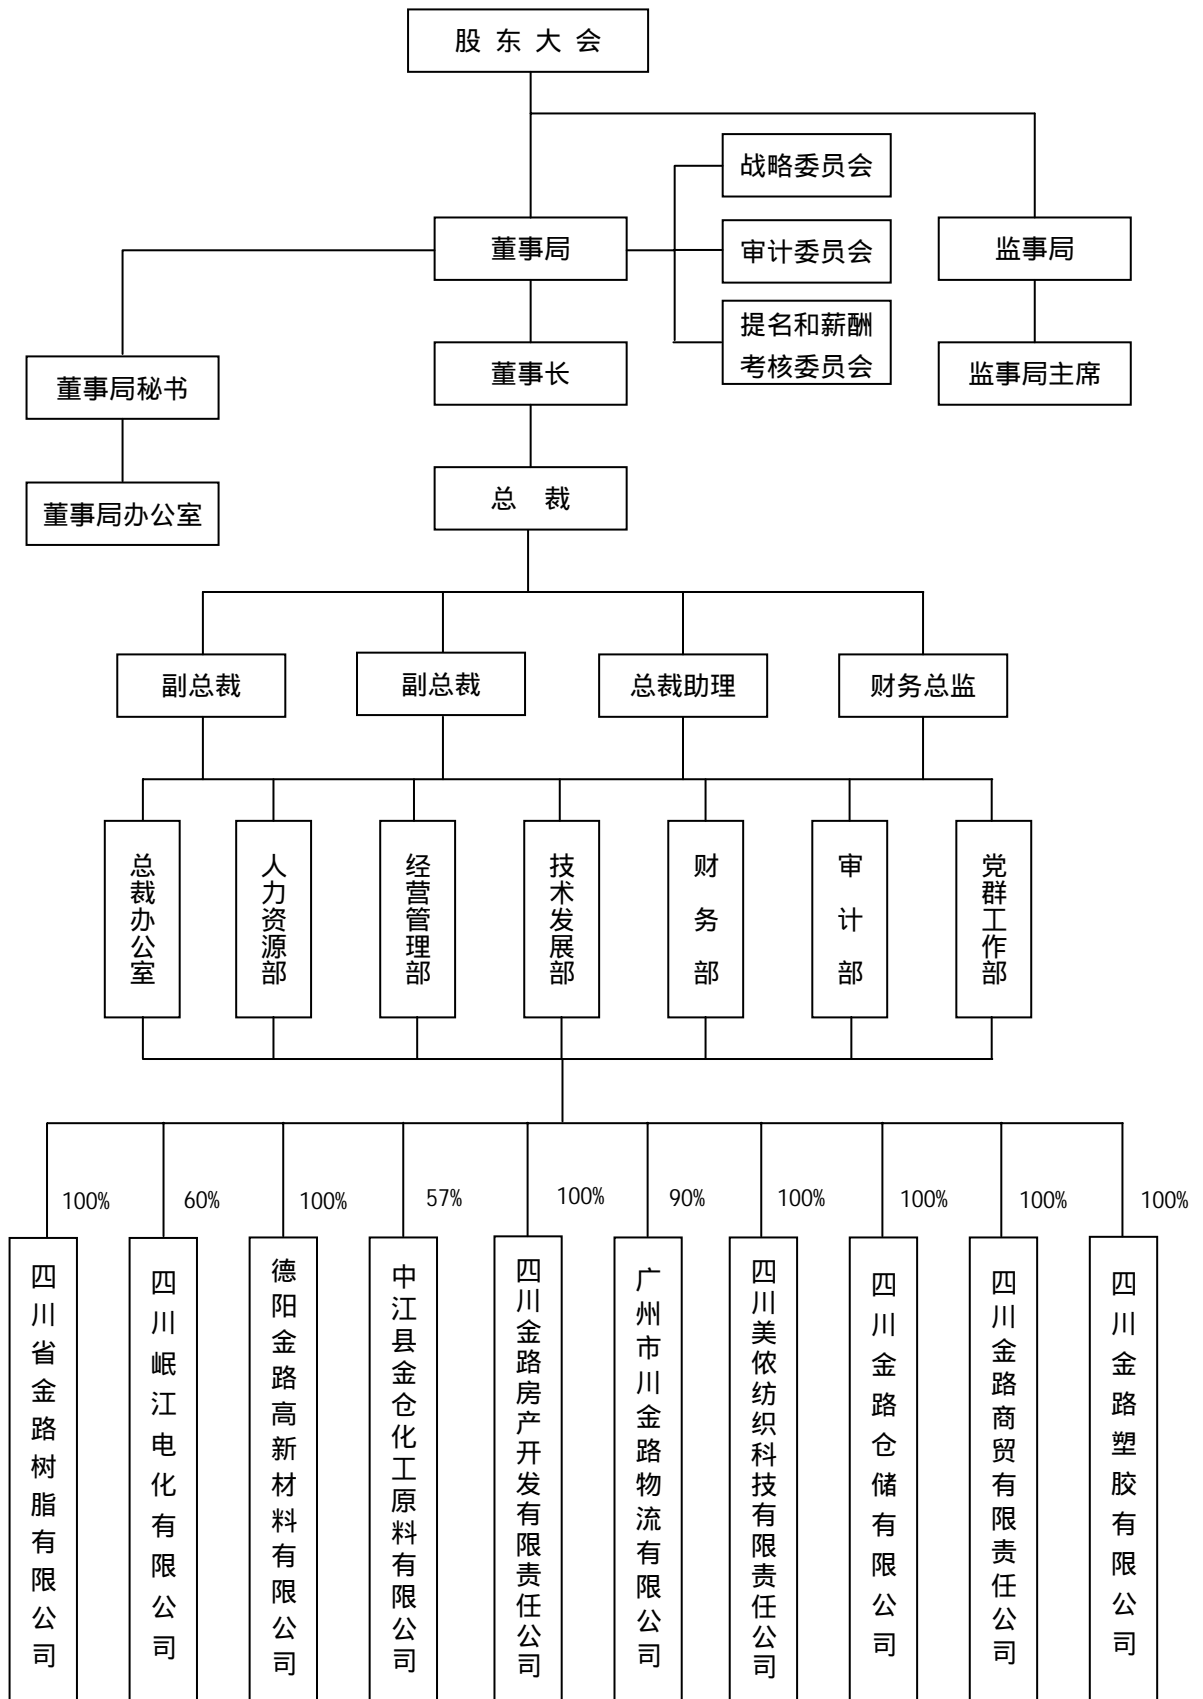 股东大会
战略委员会
董事局
审计委员会
监事局
提名和薪酬
考核委员会
董事局秘书
董事长
监事局主席
董事局办公室
总裁
副总裁
副总裁
总裁助理
财务总监
总裁办公室
人力资源部
经营管理部
技术发展部
财务部
审计部
党群工作部
100%
60%
100%
57%
100%
90%
100%
100%
100%
100%
四川省金路树脂有限公司
四川岷江电化有限公司
德阳金路高新材料有限公司
中江县金仓化工原料有限公司
四川金路房产开发有限责任公司
广州市川金路物流有限公司
四川美侬纺织科技有限责任公司
四川金路仓储有限公司
四川金路商贸有限责任公司
四川金路塑胶有限公司